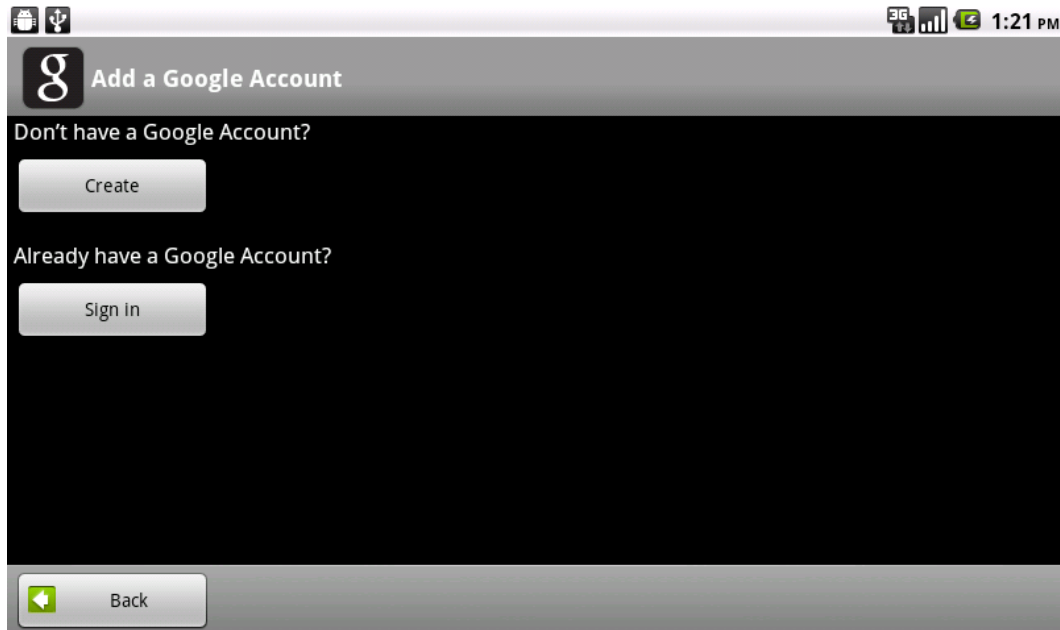 3G 1:21 PM
g Add a Google Account
Don't have a Google Account?
Create
Already have a Google Account?
Sign in
Back